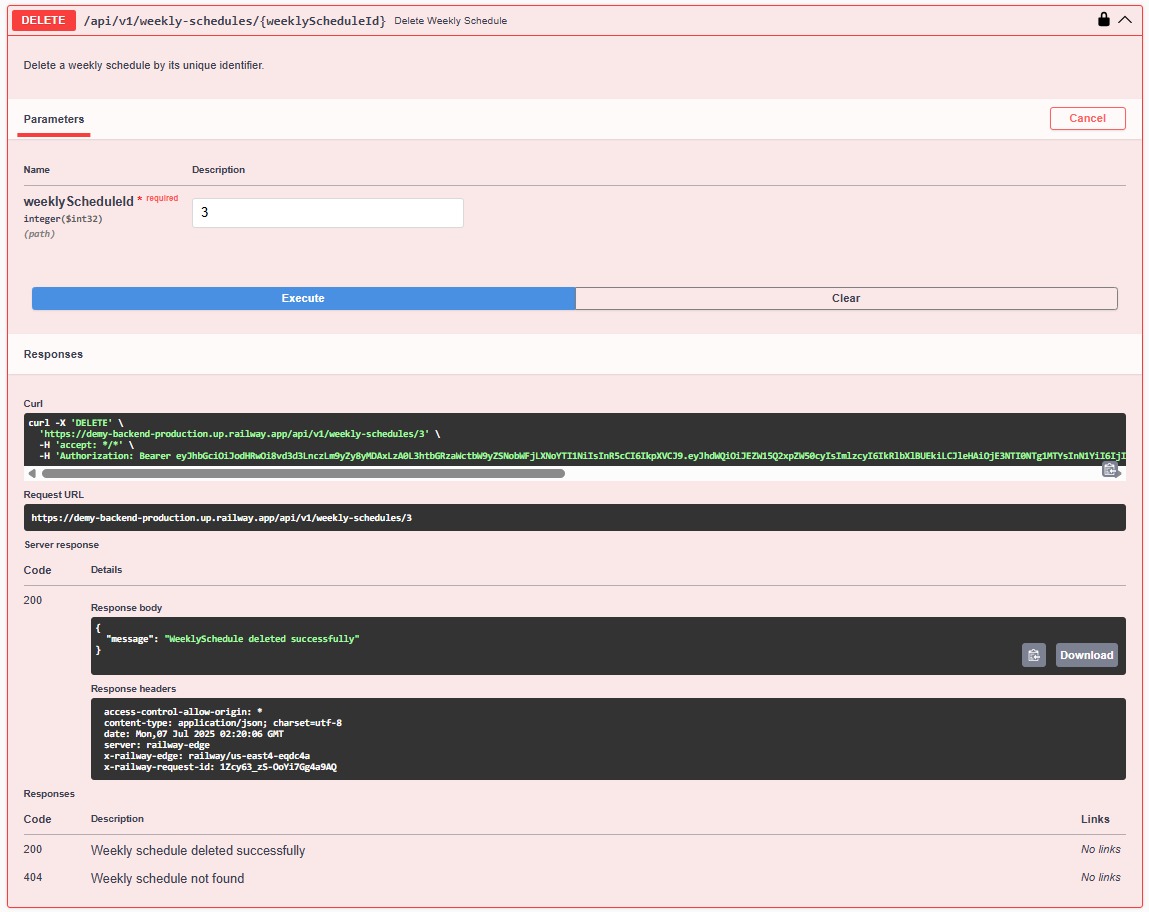 DELETE /api/v1/weekly-schedules/{weeklyScheduleId} Delete Weekly Schedule
Delete a weekly schedule by its unique identifier.
Parameters Cancel
Name Description
weeklyScheduleId * required 3
integer($int32)
(path)
Execute Clear
Responses
Curl
curl -X 'DELETE' \
'https://demy-backend-production.up.railway.app/api/v1/weekly-schedules/3' \
-H 'accept: */*' \
-H 'Authorization: Bearer
Request URL
https://demy-backend-production.up.railway.app/api/v1/weekly-schedules/3
Server response
Code Details
200
Response body
{
"message": "WeeklySchedule deleted successfully"
}
Download
Response headers
access-control-allow-origin: *
content-type: application/json; charset=utf-8
date: Mon,07 Jul 2025 02:20:06 GMT
server: railway-edge
x-railway-edge: railway/us-east4-eqdc4a
x-railway-request-id: 1Zcy63_zS-OoYi7Gg4a9AQ
Responses
Code Description Links
200 Weekly schedule deleted successfully No links
404 Weekly schedule not found No links